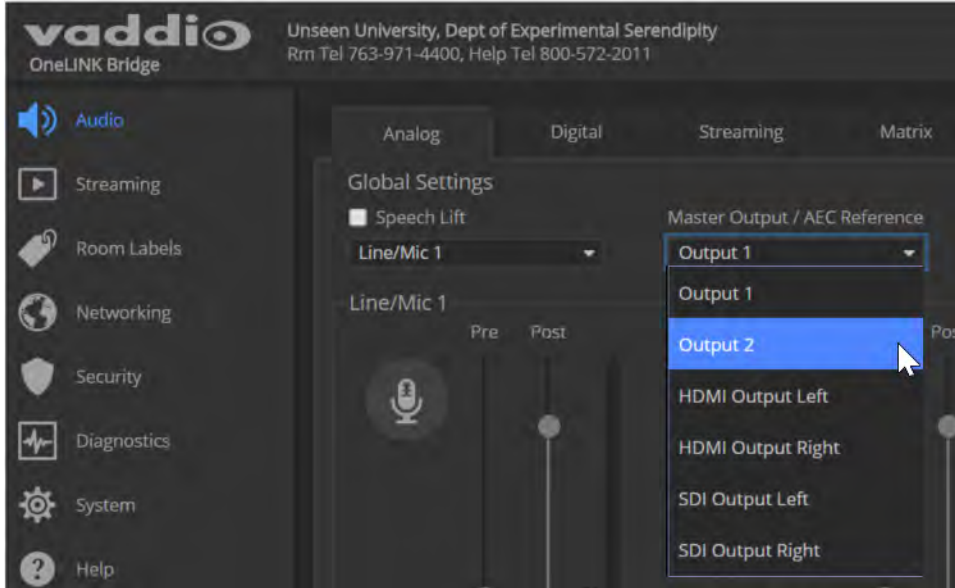 vaddio
OneLINK Bridge
Unseen University, Dept of Experimental Serendipity
Rm Tel 763-971-4400, Help Tel 800-572-2011
Audio
Streaming
Room Labels
Networking
Security
Diagnostics
System
Help
Analog Digital Streaming Matrix
Global Settings
Speech Lift Master Output / AEC Reference
Line/Mic 1 Output 1
Line/Mic 1
Pre Post
Output 1
Output 2
HDMI Output Left
HDMI Output Right
SDI Output Left
SDI Output Right